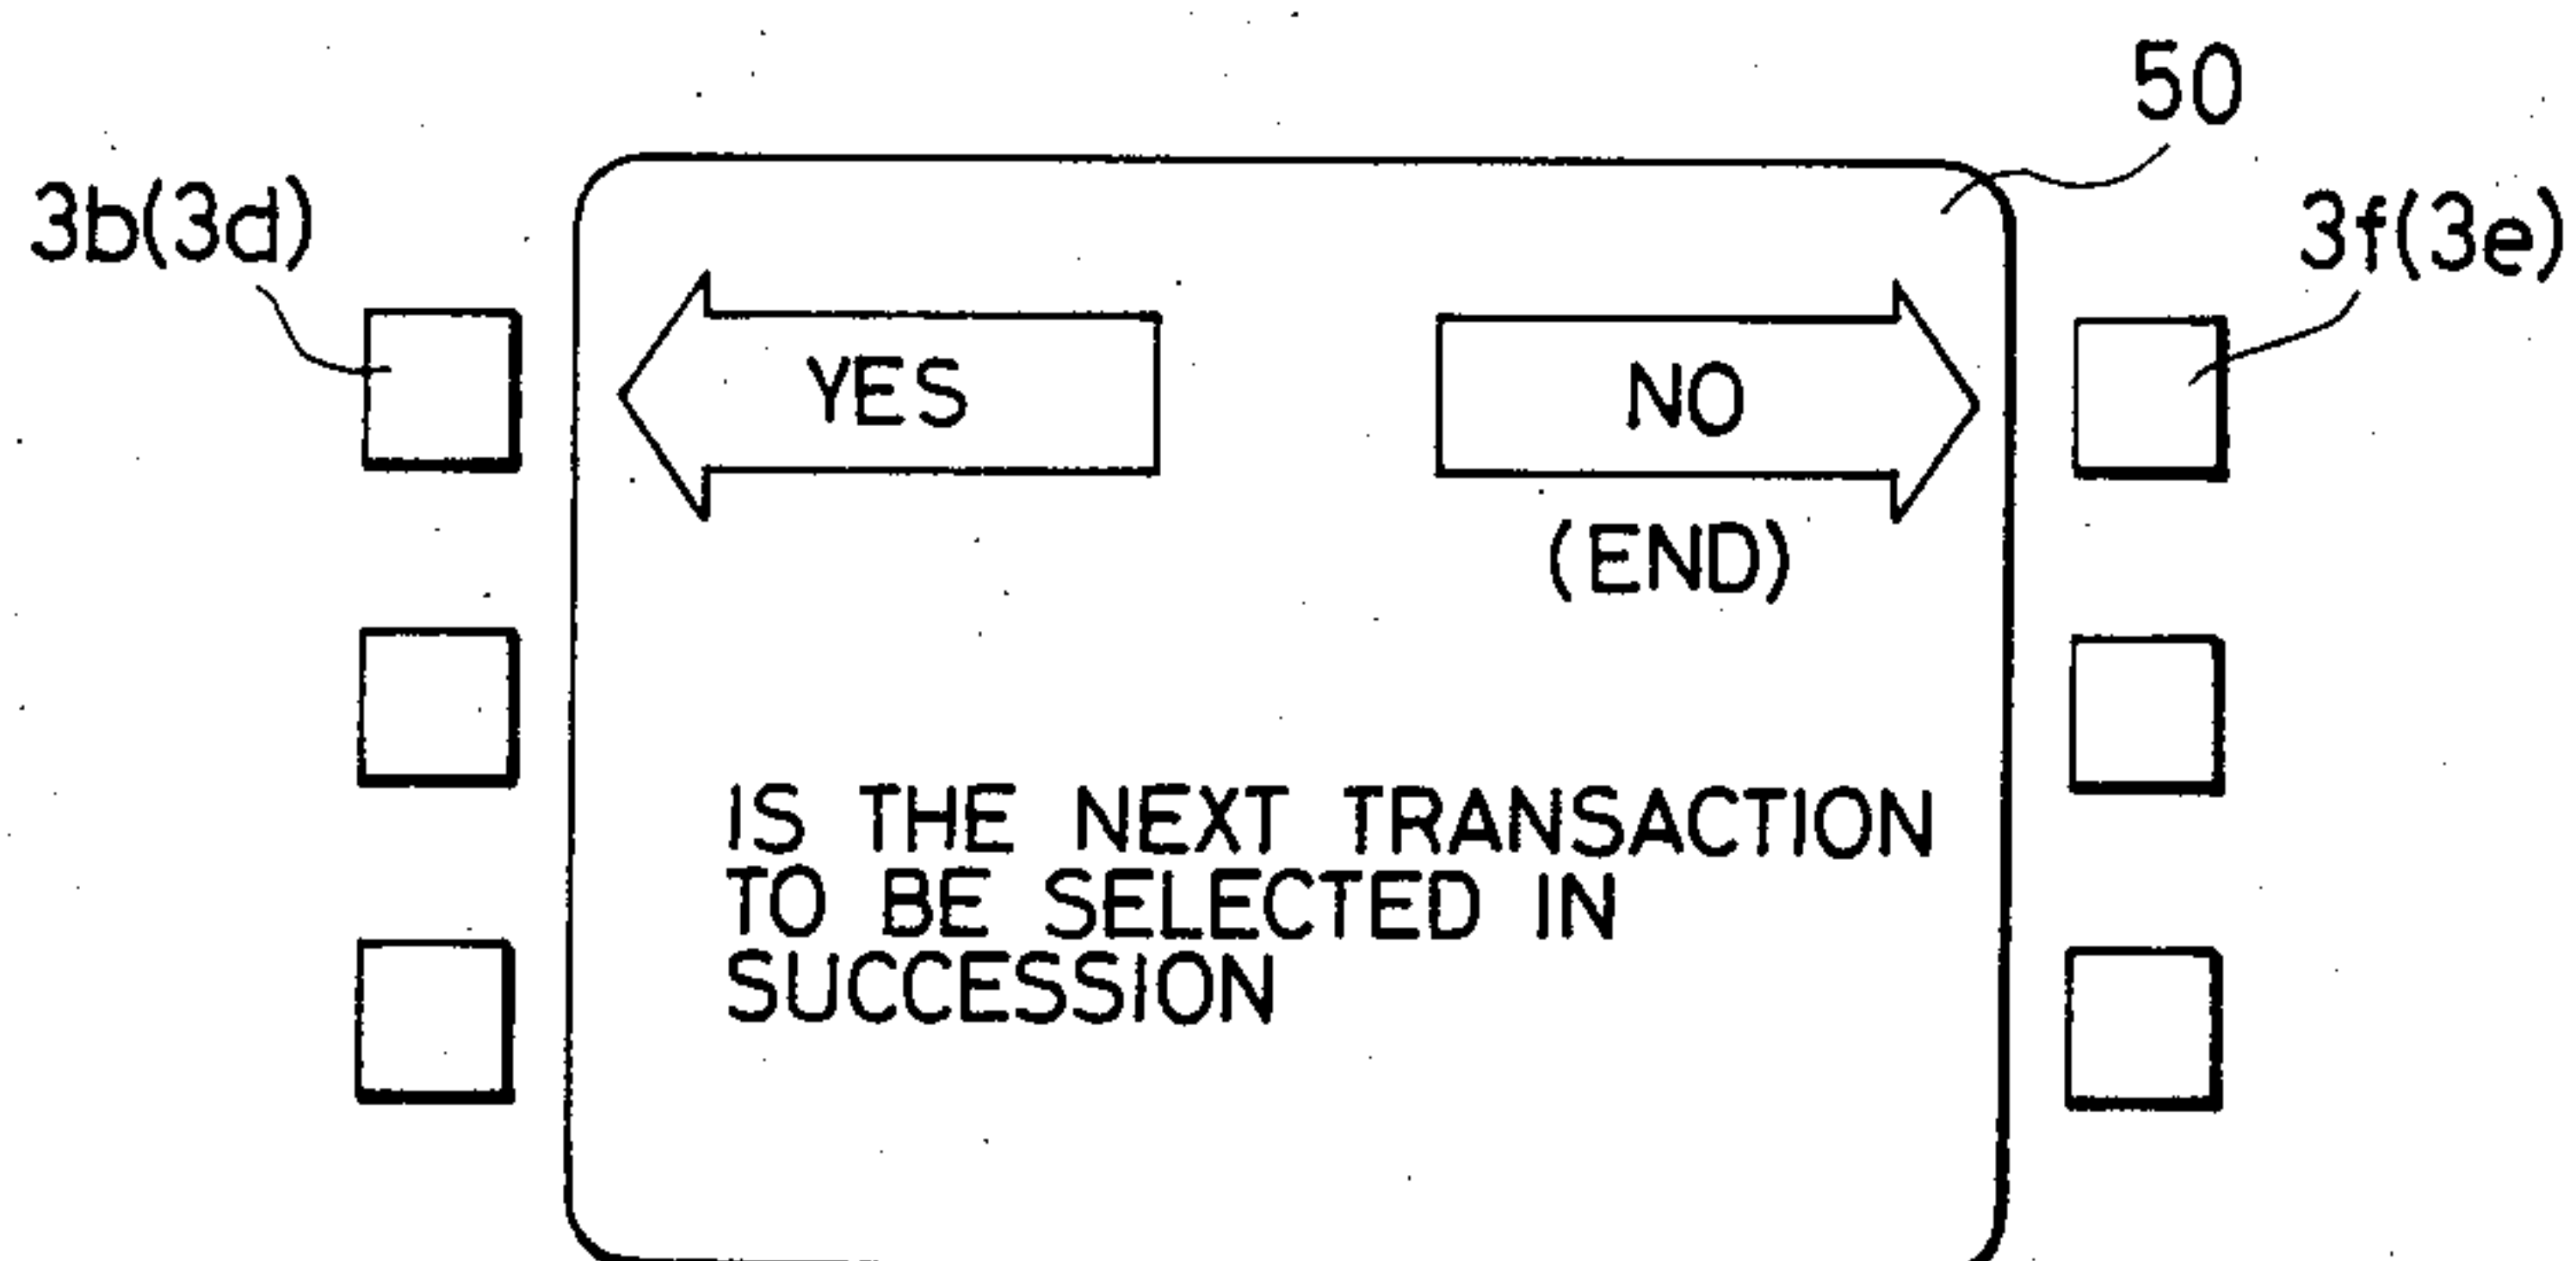 50
3b(3d)
3f(3e)
YES
NO
(END)
IS THE NEXT TRANSACTION
TO BE SELECTED IN
SUCCESSION